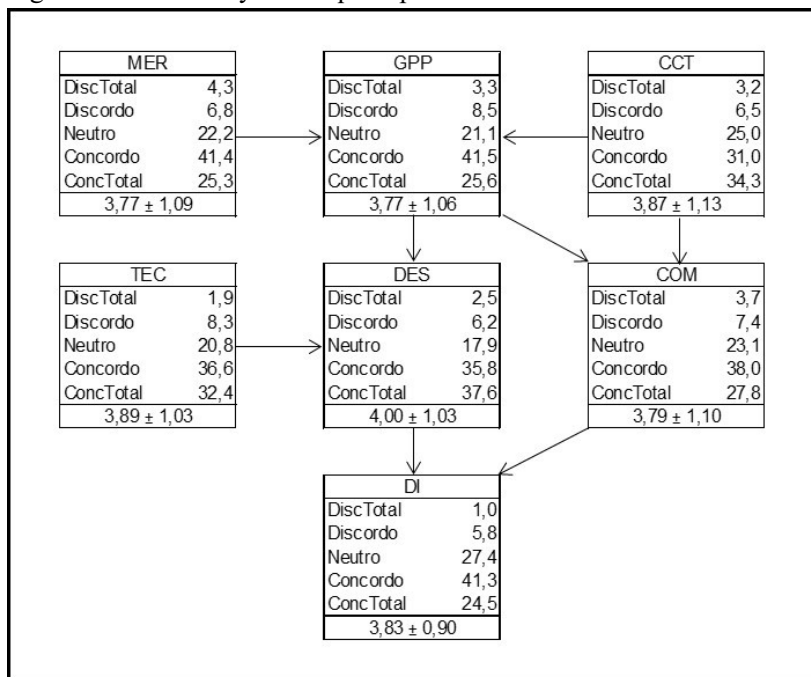 MER
DiscTotal 4,3
Discordo 6,8
Neutro 22,2
Concordo 41,4
ConcTotal 25,3
3,77 ± 1,09
GPP
DiscTotal 3,3
Discordo 8,5
Neutro 21,1
Concordo 41,5
ConcTotal 25,6
3,77 ± 1,06
CCT
DiscTotal 3,2
Discordo 6,5
Neutro 25,0
Concordo 31,0
ConcTotal 34,3
3,87 ± 1,13
TEC
DiscTotal 1,9
Discordo 8,3
Neutro 20,8
Concordo 36,6
ConcTotal 32,4
3,89 ± 1,03
DES
DiscTotal 2,5
Discordo 6,2
Neutro 17,9
Concordo 35,8
ConcTotal 37,6
4,00 ± 1,03
COM
DiscTotal 3,7
Discordo 7,4
Neutro 23,1
Concordo 38,0
ConcTotal 27,8
3,79 ± 1,10
DI
DiscTotal 1,0
Discordo 5,8
Neutro 27,4
Concordo 41,3
ConcTotal 24,5
3,83 ± 0,90